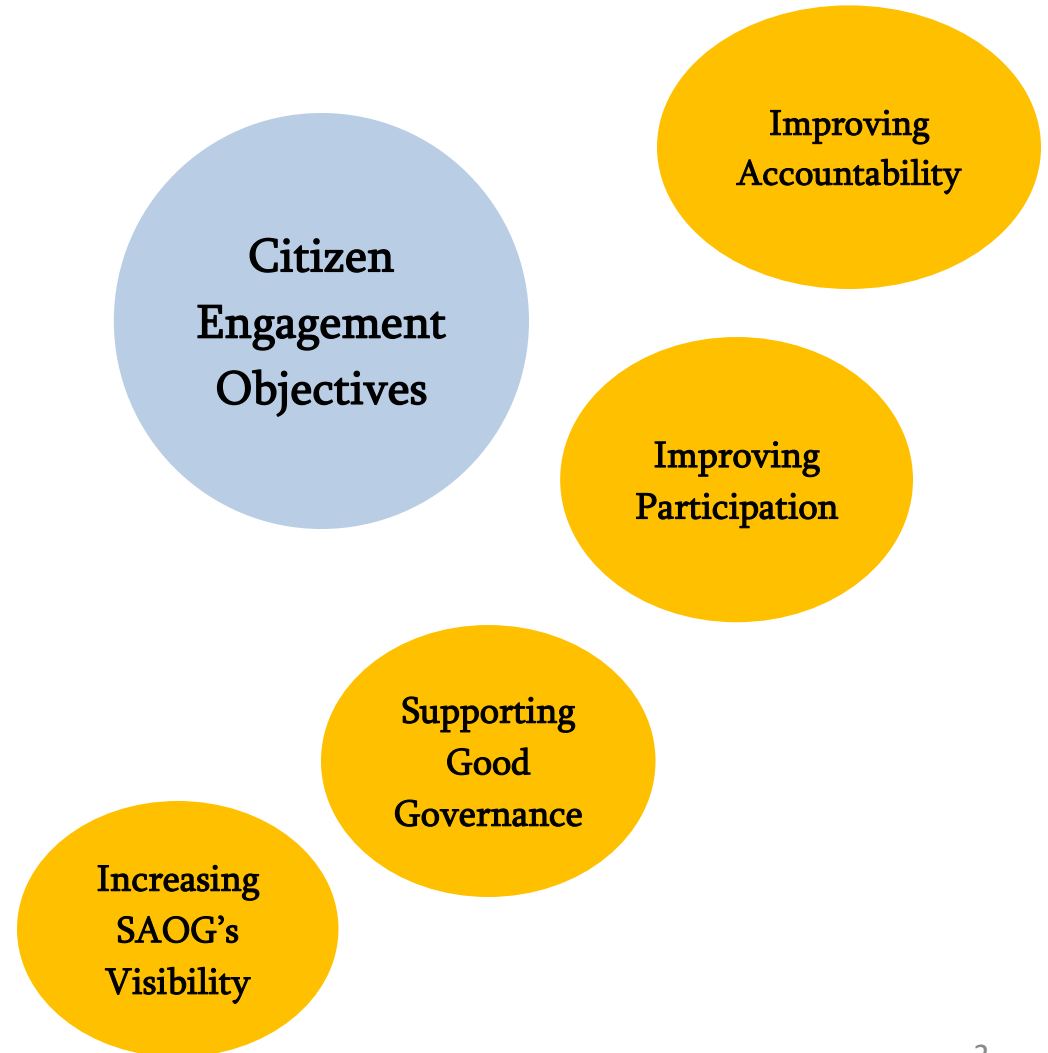 Improving
Accountability
Citizen
Engagement
Objectives
Improving
Participation
Supporting
Good
Governance
Increasing
SAOG's
Visibility